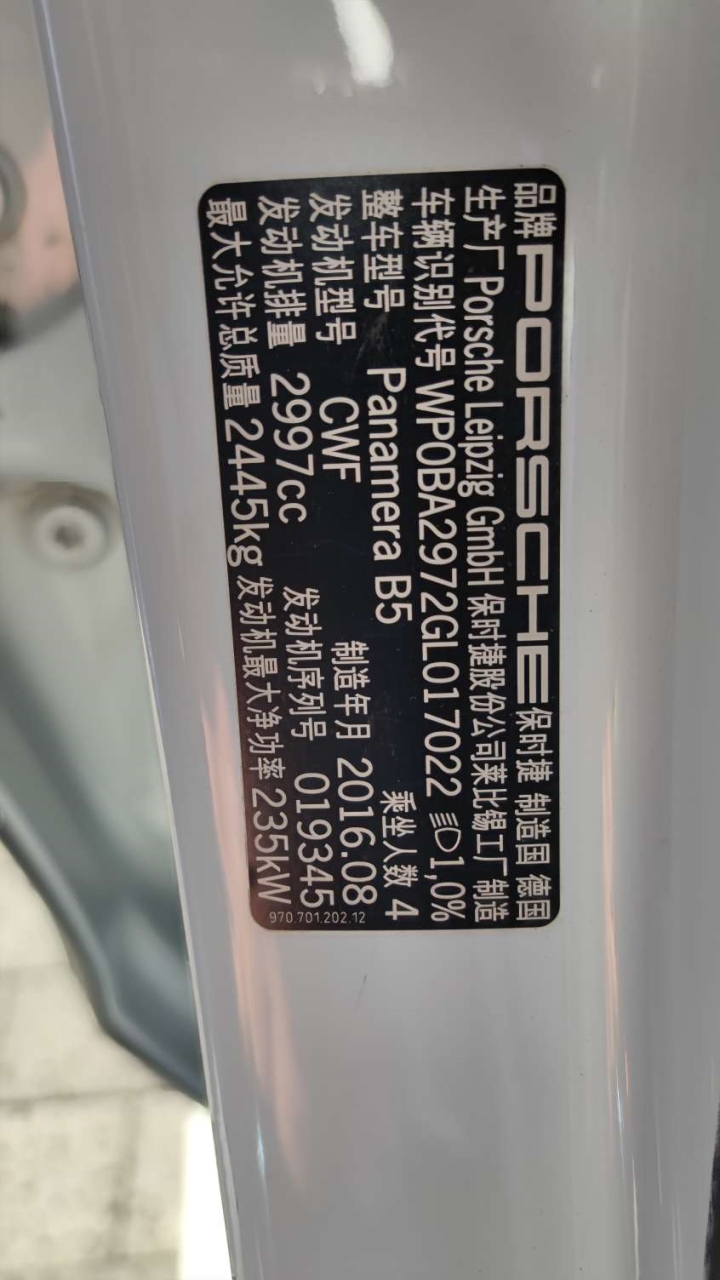 品牌 PORSCHE 保时捷 制造国 德国
生产厂 Porsche Leipzig GmbH 保时捷股份公司莱比锡工厂 制造
车辆识别代号 WP0BA2972GL017022 1,0%
整车型号 Panamera B5 乘坐人数 4
发动机型号 CWF 制造年月 2016.08
发动机排量 2997cc 发动机序列号 019345
最大允许总质量 2445kg 发动机最大净功率 235kW
970.701.202.12